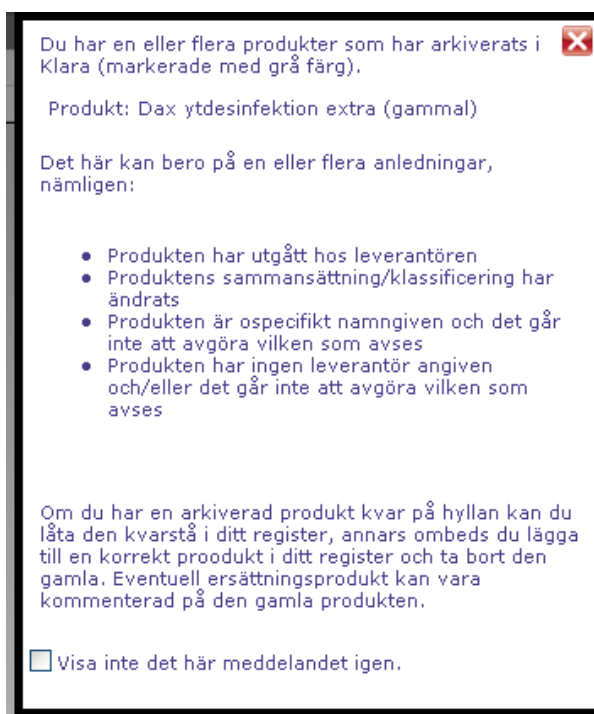 Du har en eller flera produkter som har arkiverats i
Klara (markerade med grå färg).
Produkt: Dax ytdesinfektion extra (gammal)
Det här kan bero på en eller flera anledningar,
nämligen:
• Produkten har utgått hos leverantören
• Produktens sammansättning/klassificering har
ändrats
• Produkten är ospecifikt namngiven och det går
inte att avgöra vilken som avses
• Produkten har ingen leverantör angiven
och/eller det går inte att avgöra vilken som
avses
Om du har en arkiverad produkt kvar på hyllan kan du
låta den kvarstå i ditt register, annars ombeds du lägga
till en korrekt proodukt i ditt register och ta bort den
gamla. Eventuell ersättningsprodukt kan vara
kommenterad på den gamla produkten.
Visa inte det här meddelandet igen.